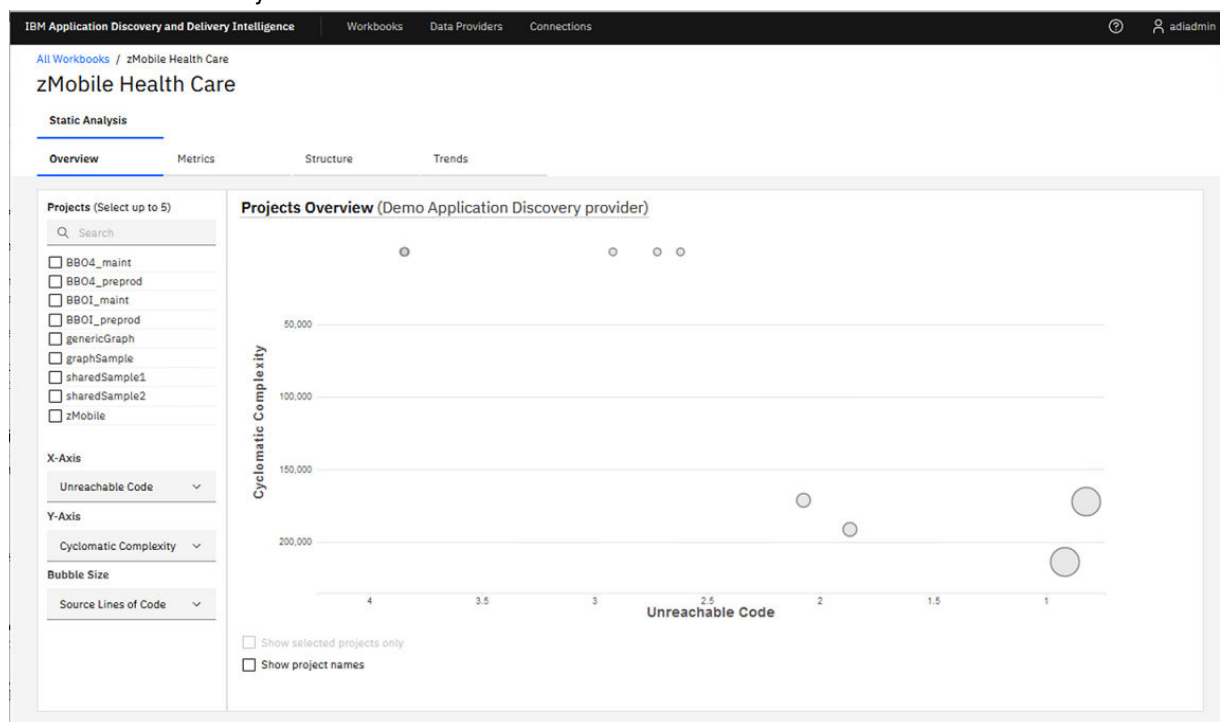 IBM Application Discovery and Delivery Intelligence Workbooks Data Providers Connections adiadmin
All Workbooks / zMobile Health Care
zMobile Health Care
Static Analysis
Overview Metrics Structure Trends
Projects (Select up to 5)
Search
BBO4_maint
BBO4_preprod
BBOI_maint
BBOI_preprod
genericGraph
graphSample
sharedSample1
sharedSample2
zMobile
X-Axis
Unreachable Code
Y-Axis
Cyclomatic Complexity
Bubble Size
Source Lines of Code
Projects Overview (Demo Application Discovery provider)
Cyclomatic Complexity
50,000
100,000
150,000
200,000
4 3.5 3 2.5 2 1.5 1
Unreachable Code
Show selected projects only
Show project names